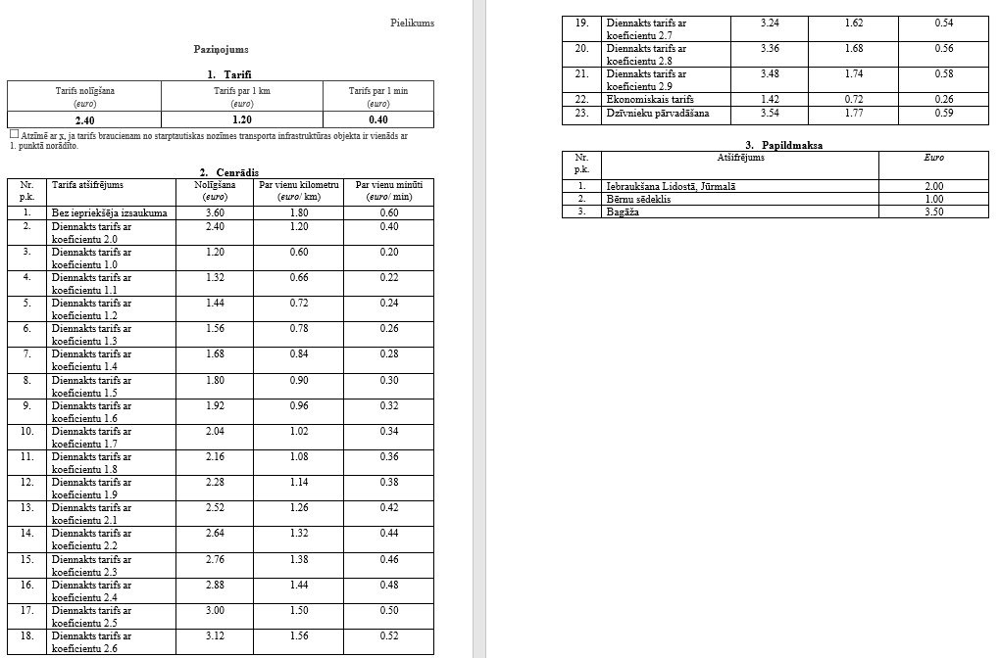 Pielikums
Paziņojums
1. Tarifi
Tarifs nolīgšana Tarifs par 1 km Tarifs par 1 min
(euro) (euro) (euro)
2.40 1.20 0.40
☐ Atzīmē ar x, ja tarifs braucienam no starptautiskas nozīmes transporta infrastruktūras objekta ir vienāds ar
1. punktā norādīto.
2. Cenrādis
Nr. Tarifa atšifrējums Nolīgšana Par vienu kilometru Par vienu minūti
p.k. (euro) (euro/ km) (euro/ min)
1. Bez iepriekšēja izsaukuma 3.60 1.80 0.60
2. Diennakts tarifs ar 2.40 1.20 0.40
koeficientu 2.0
3. Diennakts tarifs ar 1.20 0.60 0.20
koeficientu 1.0
4. Diennakts tarifs ar 1.32 0.66 0.22
koeficientu 1.1
5. Diennakts tarifs ar 1.44 0.72 0.24
koeficientu 1.2
6. Diennakts tarifs ar 1.56 0.78 0.26
koeficientu 1.3
7. Diennakts tarifs ar 1.68 0.84 0.28
koeficientu 1.4
8. Diennakts tarifs ar 1.80 0.90 0.30
koeficientu 1.5
9. Diennakts tarifs ar 1.92 0.96 0.32
koeficientu 1.6
10. Diennakts tarifs ar 2.04 1.02 0.34
koeficientu 1.7
11. Diennakts tarifs ar 2.16 1.08 0.36
koeficientu 1.8
12. Diennakts tarifs ar 2.28 1.14 0.38
koeficientu 1.9
13. Diennakts tarifs ar 2.52 1.26 0.42
koeficientu 2.1
14. Diennakts tarifs ar 2.64 1.32 0.44
koeficientu 2.2
15. Diennakts tarifs ar 2.76 1.38 0.46
koeficientu 2.3
16. Diennakts tarifs ar 2.88 1.44 0.48
koeficientu 2.4
17. Diennakts tarifs ar 3.00 1.50 0.50
koeficientu 2.5
18. Diennakts tarifs ar 3.12 1.56 0.52
koeficientu 2.6
19. Diennakts tarifs ar 3.24 1.62 0.54
koeficientu 2.7
20. Diennakts tarifs ar 3.36 1.68 0.56
koeficientu 2.8
21. Diennakts tarifs ar 3.48 1.74 0.58
koeficientu 2.9
22. Ekonomiskais tarifs 1.42 0.72 0.26
23. Dzīvnieku pārvadāšana 3.54 1.77 0.59
3. Papildmaksa
Nr. Atšifrējums Euro
p.k.
1. Iebraukšana Lidostā, Jūrmalā 2.00
2. Bērnu sēdeklis 1.00
3. Bagāža 3.50